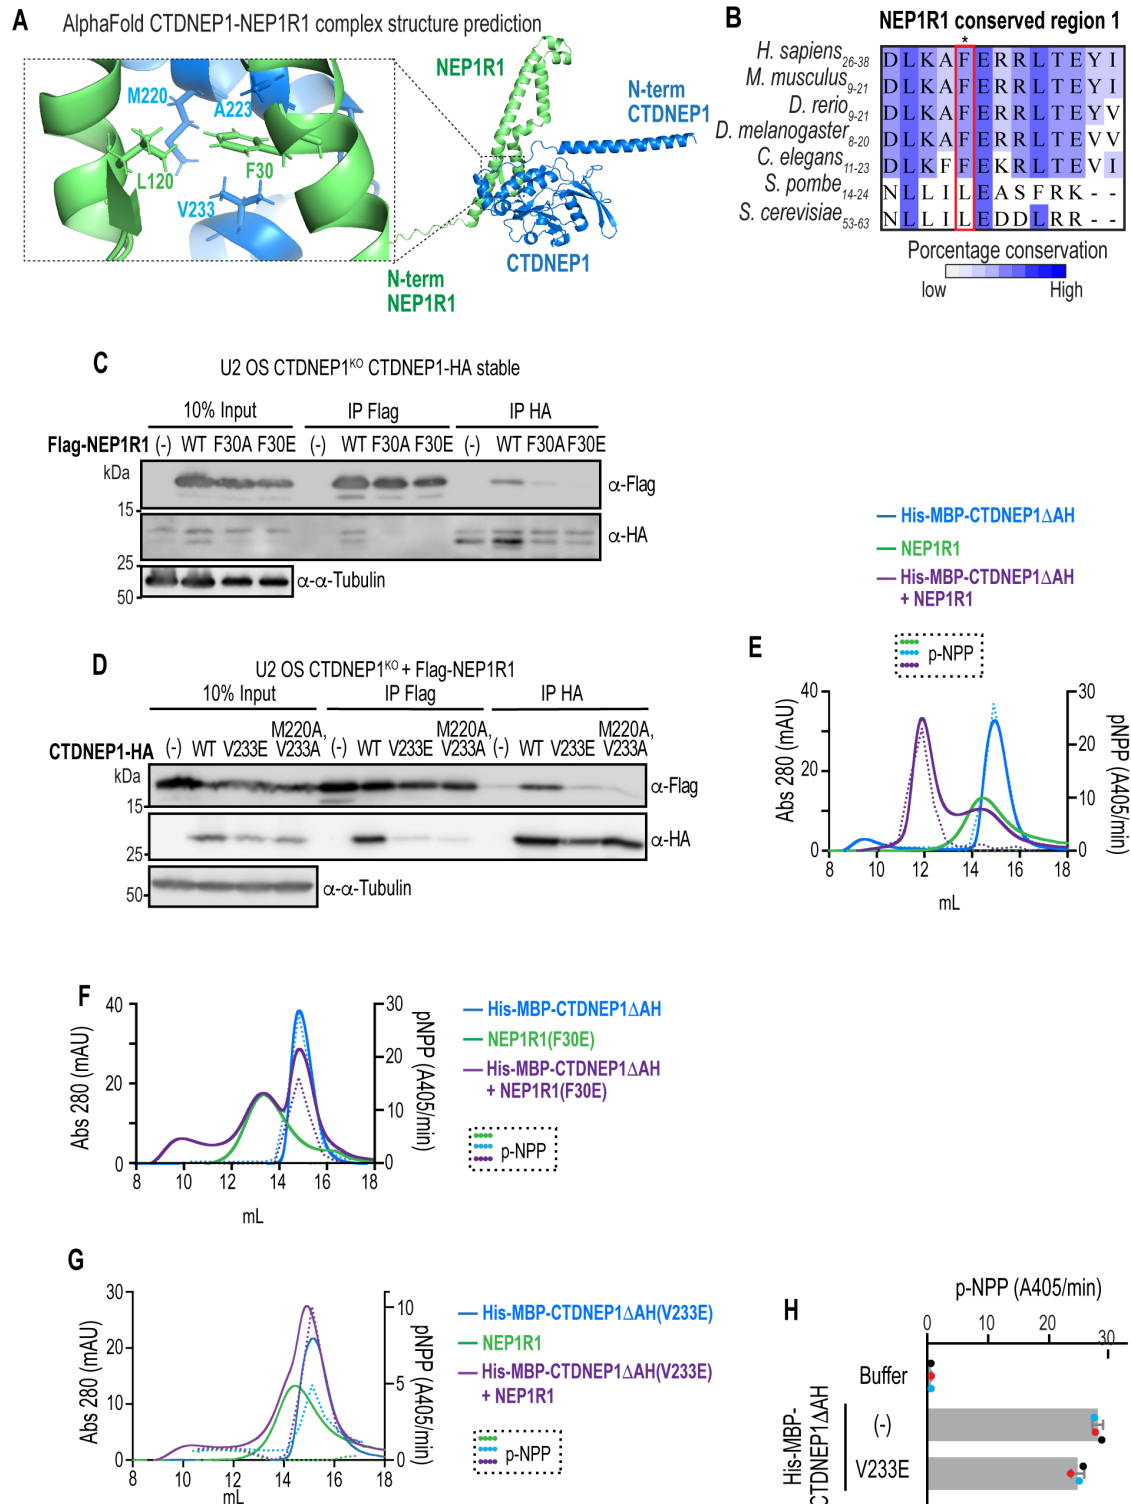 A
AlphaFold CTDNEP1-NEP1R1 complex structure prediction
M220
A223
L120
F30
V233
NEP1R1
N-term
CTDNEP1
CTDNEP1
N-term
NEP1R1
B
NEP1R1 conserved region 1
*
H. sapiens26-38 D L K A F E R R L T E Y I
M. musculus9-21 D L K A F E R R L T E Y I
D. rerio9-21 D L K A F E R R L T E Y V
D. melanogaster8-20 D L K A F E R R L T E V V
C. elegans11-23 D L K F F E K R L T E V I
S. pombe14-24 N L L I L E A S F R K - -
S. cerevisiae53-63 N L L I L E D D L R R - -
Percentage conservation
low High
C
U2 OS CTDNEP1KO CTDNEP1-HA stable
10% Input IP Flag IP HA
Flag-NEP1R1 (-) WT F30A F30E (-) WT F30A F30E (-) WT F30A F30E
kDa
α-Flag
15
α-HA
25
α-α-Tubulin
50
D
U2 OS CTDNEP1KO + Flag-NEP1R1
10% Input IP Flag IP HA
M220A, M220A, M220A,
CTDNEP1-HA (-) WT V233E V233A (-) WT V233E V233A (-) WT V233E V233A
kDa
α-Flag
15
α-HA
25
α-α-Tubulin
50
His-MBP-CTDNEP1ΔAH
NEP1R1
His-MBP-CTDNEP1ΔAH
+ NEP1R1
p-NPP
E
Abs 280 (mAU)
40
20
0
pNPP (A405/min)
30
20
10
0
8 10 12 14 16 18
mL
F
Abs 280 (mAU)
40
20
0
pNPP (A405/min)
30
20
10
0
8 10 12 14 16 18
mL
His-MBP-CTDNEP1ΔAH
NEP1R1(F30E)
His-MBP-CTDNEP1ΔAH
+ NEP1R1(F30E)
p-NPP
G
Abs 280 (mAU)
30
20
10
0
pNPP (A405/min)
10
5
0
8 10 12 14 16 18
mL
His-MBP-CTDNEP1ΔAH(V233E)
NEP1R1
His-MBP-CTDNEP1ΔAH(V233E)
+ NEP1R1
p-NPP
H
p-NPP (A405/min)
0 10 20 30
Buffer
His-MBP-
CTDNEP1ΔAH
(-)
V233E